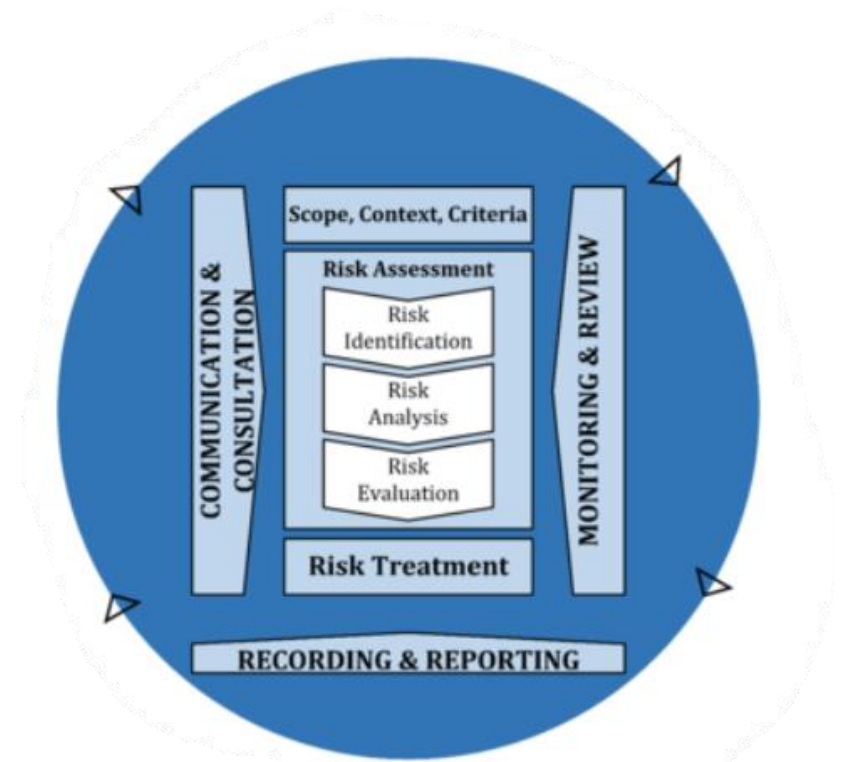 Scope, Context, Criteria
Risk Assessment
Risk
Identification
Risk
Analysis
Risk
Evaluation
Risk Treatment
COMMUNICATION &
CONSULTATION
MONITORING & REVIEW
RECORDING & REPORTING